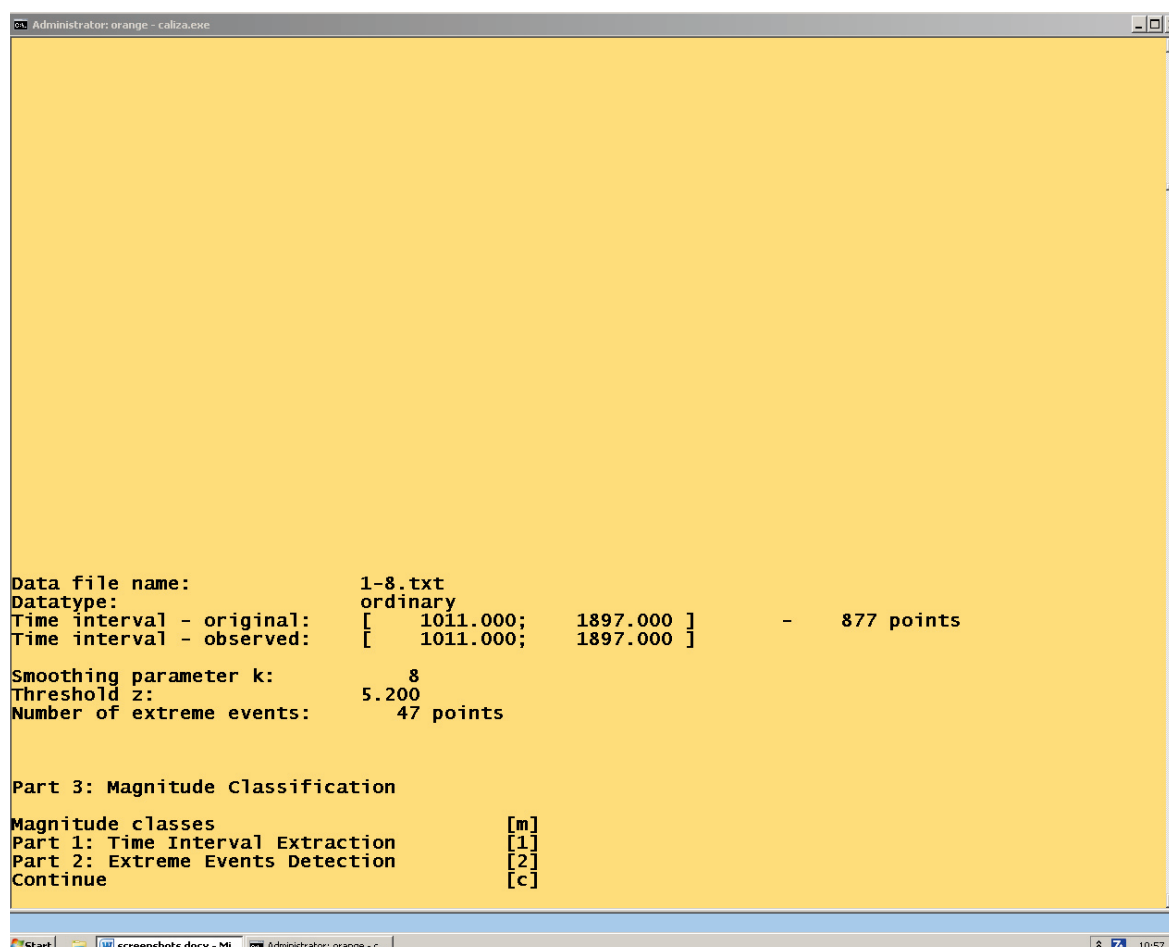 Administrator: orange - caliza.exe
Data file name: 1-8.txt
Datatype: ordinary
Time interval - original: [ 1011.000; 1897.000 ] - 877 points
Time interval - observed: [ 1011.000; 1897.000 ]
Smoothing parameter k: 8
Threshold z: 5.200
Number of extreme events: 47 points
Part 3: Magnitude Classification
Magnitude classes [m]
Part 1: Time Interval Extraction [1]
Part 2: Extreme Events Detection [2]
Continue [c]
Start screenshots.docx - Mi... Administrator: orange - c... 10:57